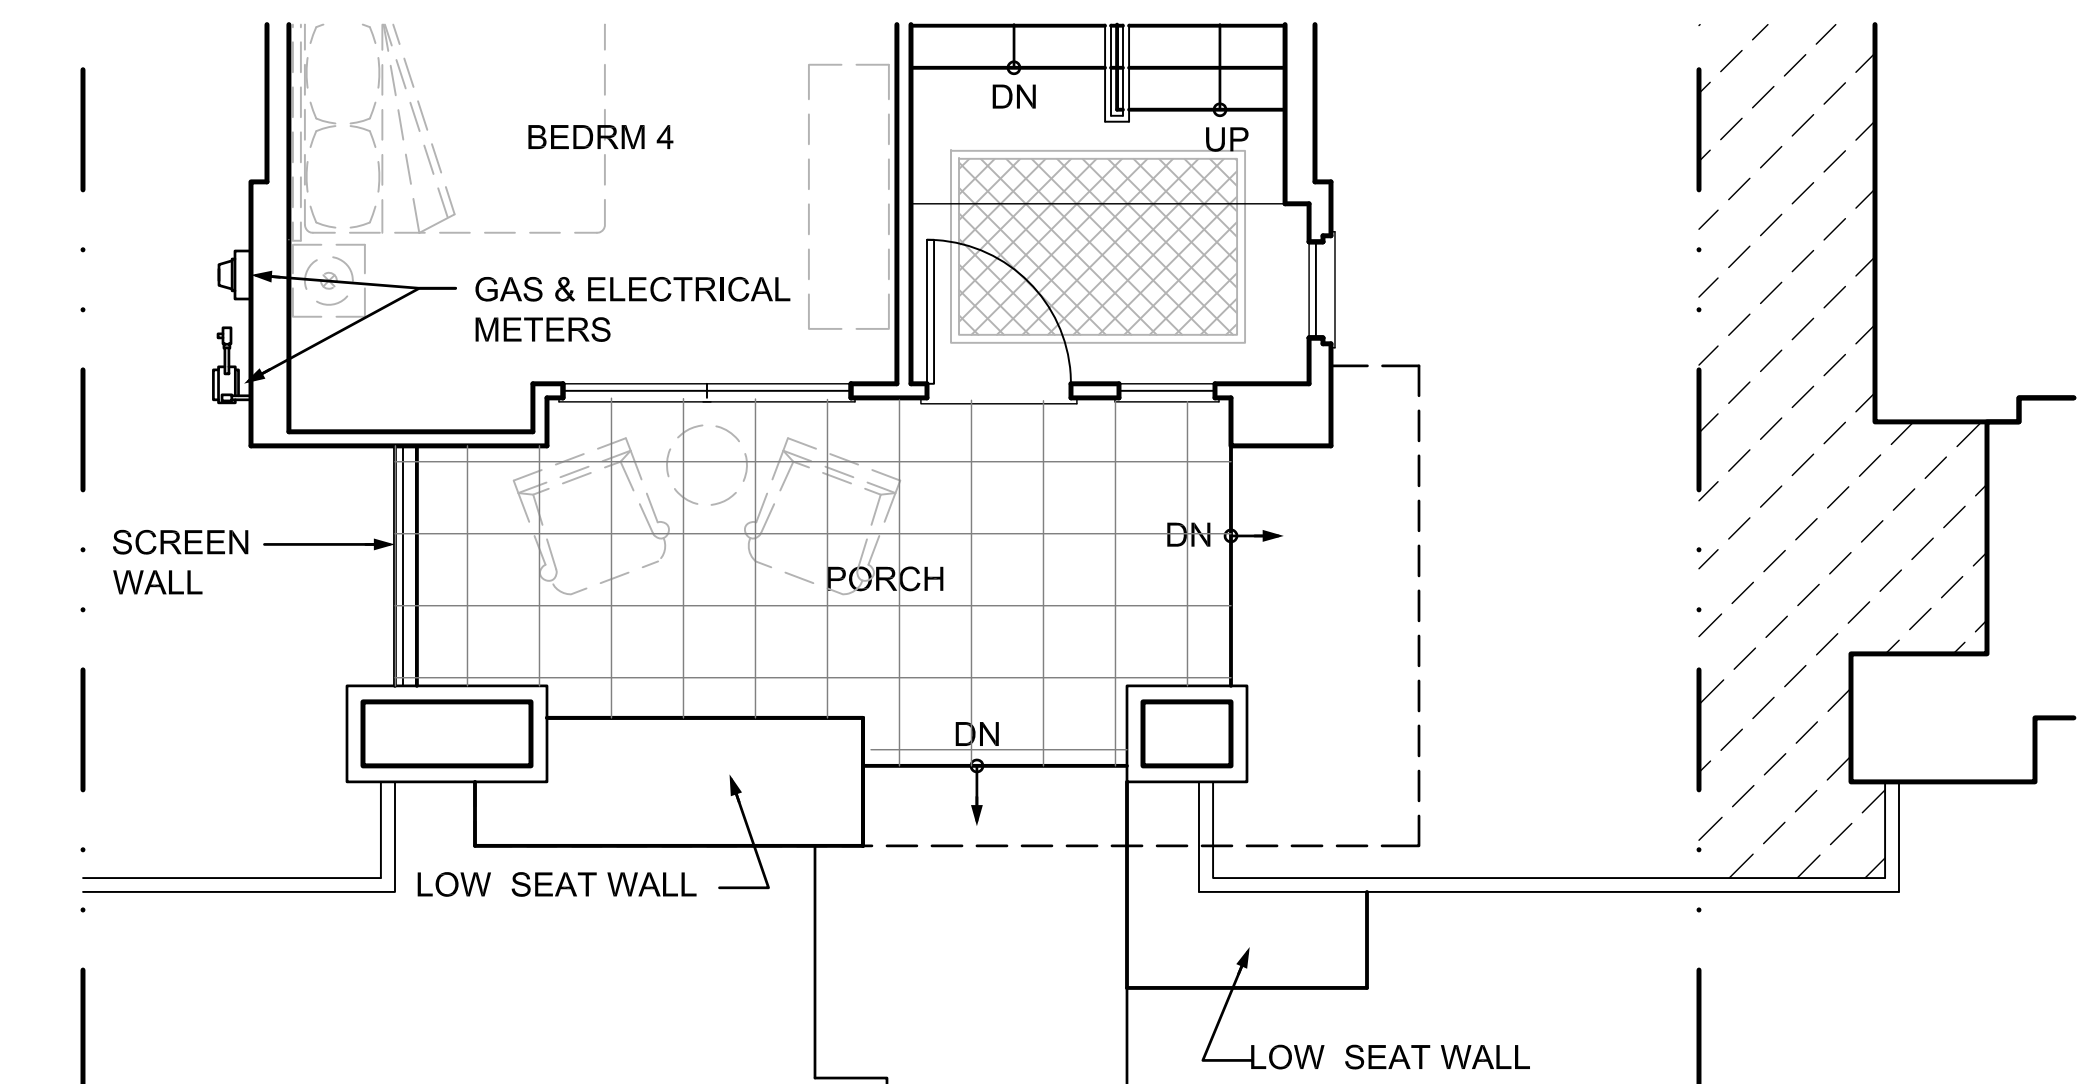 DN
BEDRM 4
UP
GAS & ELECTRICAL
METERS
SCREEN
WALL
DN
PORCH
DN
LOW SEAT WALL
LOW SEAT WALL